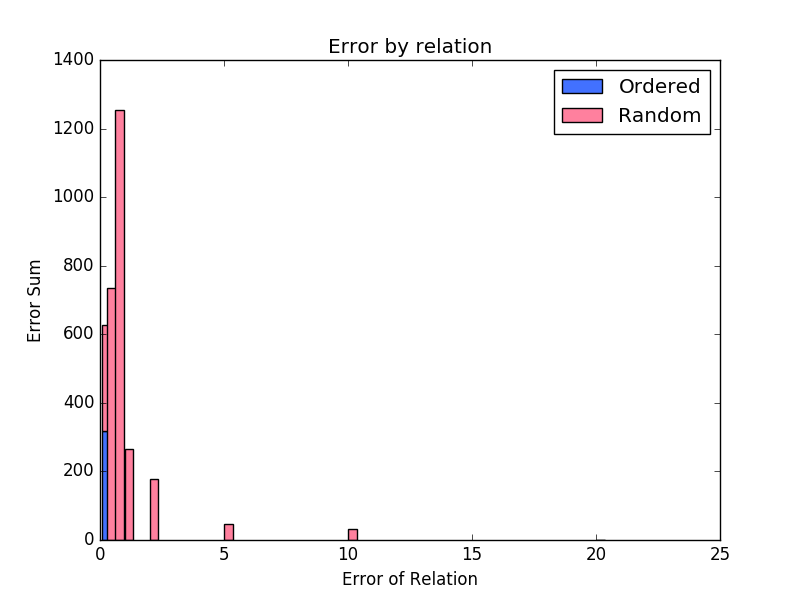 Error by relation
Ordered
Random
1400
1200
1000
800
600
400
200
0
Error Sum
0 5 10 15 20 25
Error of Relation